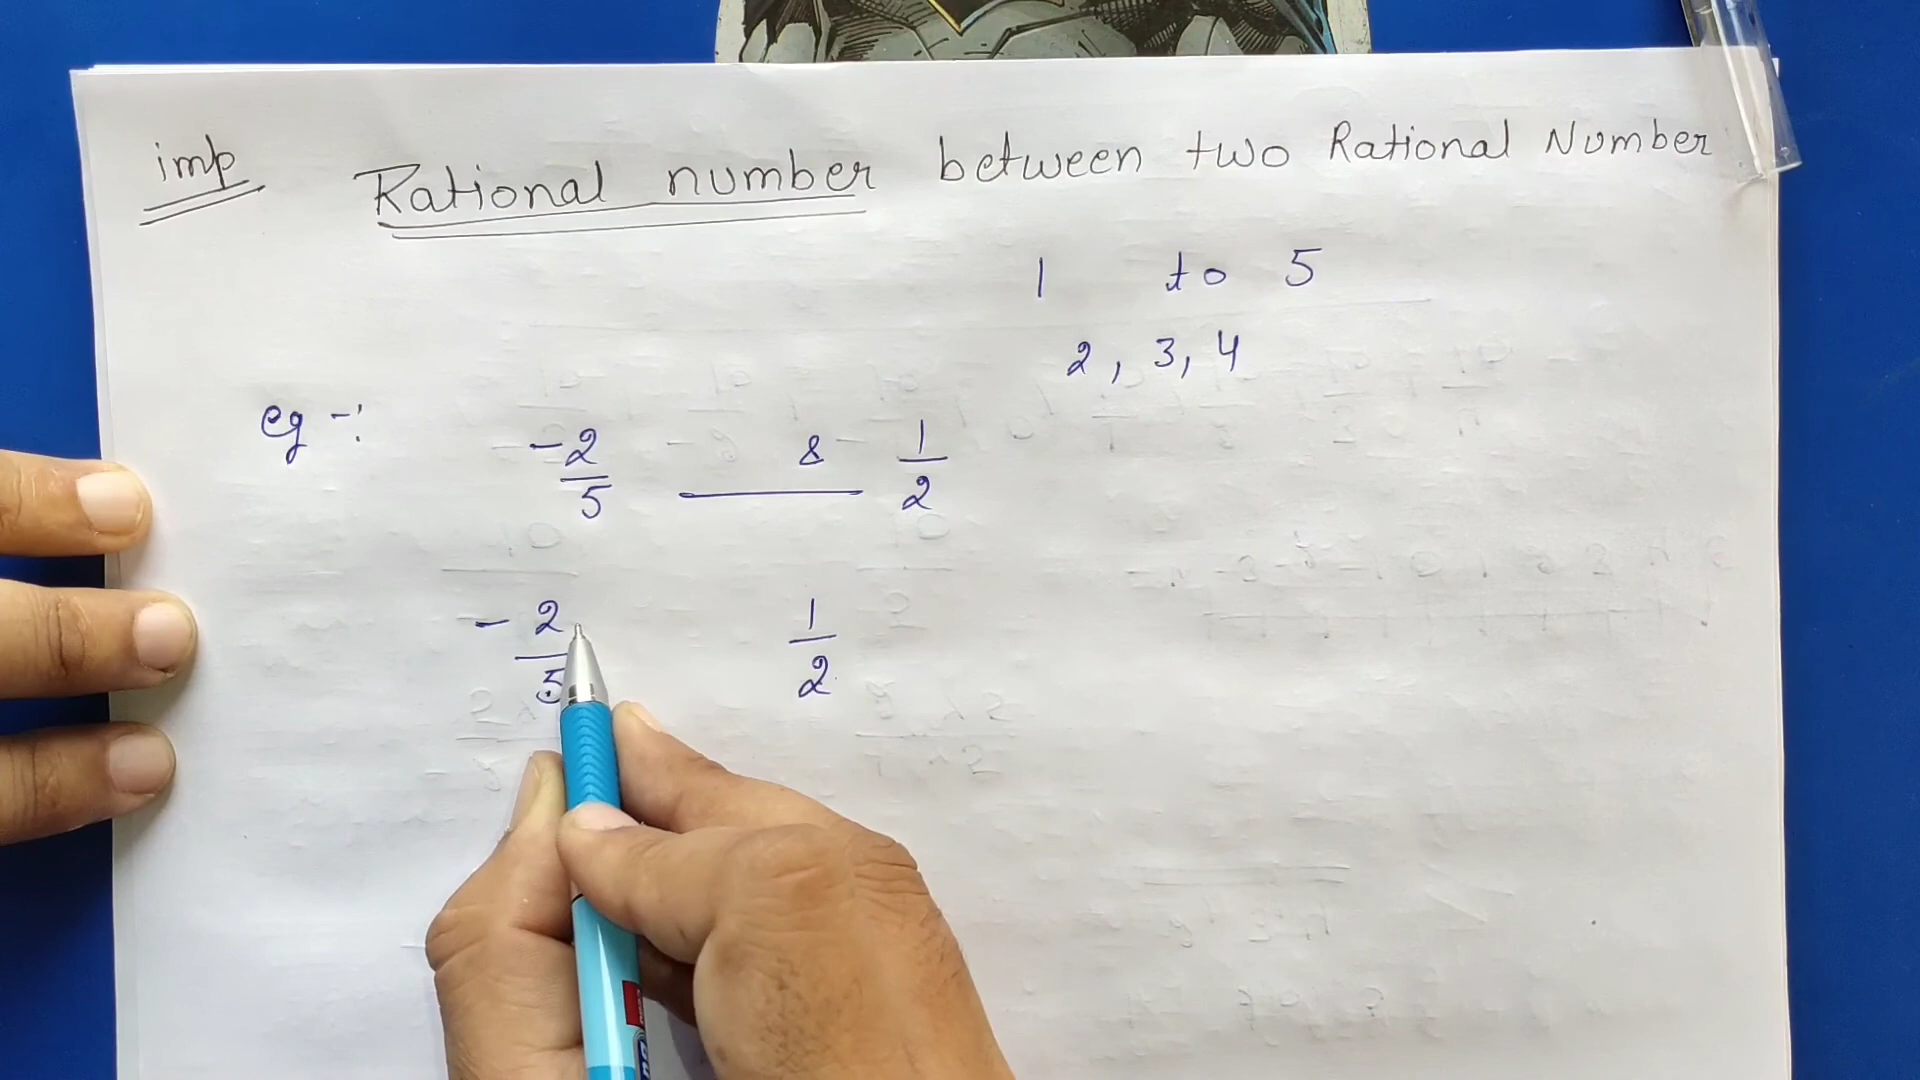 imp Rational number between two Rational Number
1 to 5
2, 3, 4
eg -: -2/5 & 1/2
-2/5 1/2